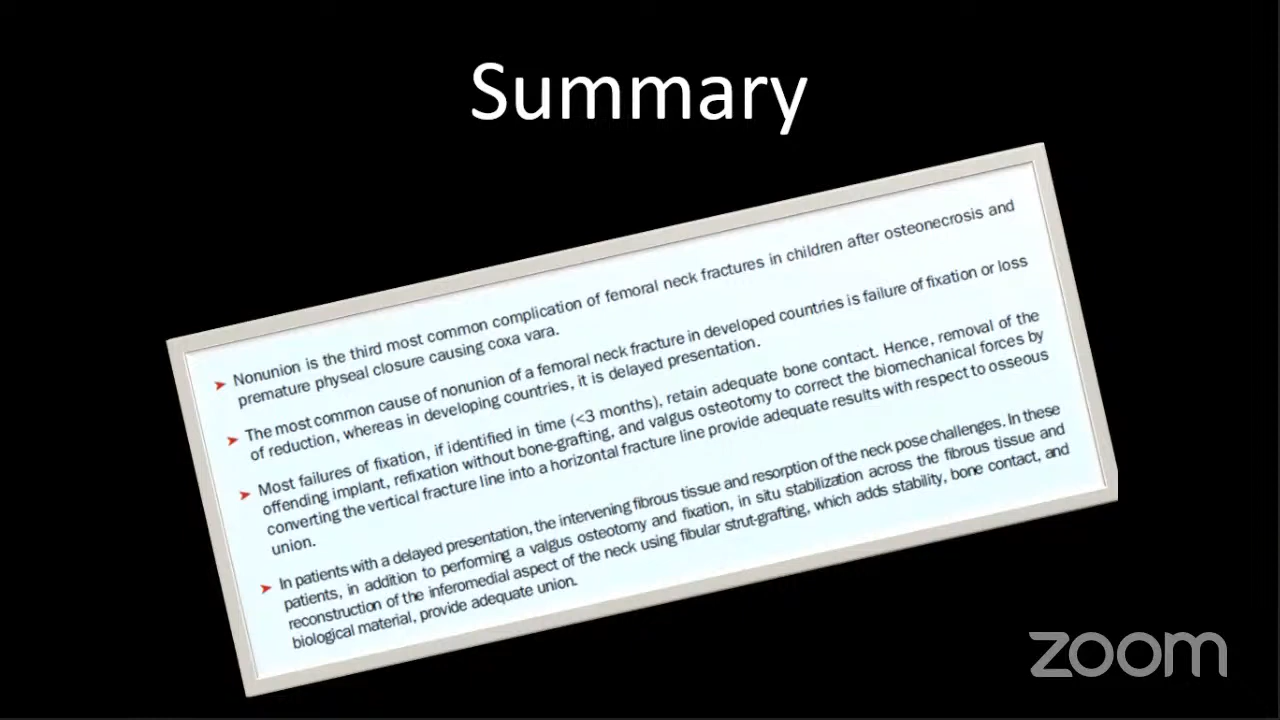 Summary
➤ Nonunion is the third most common complication of femoral neck fractures in children after osteonecrosis and
premature physeal closure causing coxa vara.
➤ The most common cause of nonunion of a femoral neck fracture in developed countries is failure of fixation or loss
of reduction, whereas in developing countries, it is delayed presentation.
➤ Most failures of fixation, if identified in time (<3 months), retain adequate bone contact. Hence, removal of the
offending implant, refixation without bone-grafting, and valgus osteotomy to correct the biomechanical forces by
converting the vertical fracture line into a horizontal fracture line provide adequate results with respect to osseous
union.
➤ In patients with a delayed presentation, the intervening fibrous tissue and resorption of the neck pose challenges. In these
patients, in addition to performing a valgus osteotomy and fixation, in situ stabilization across the fibrous tissue and
reconstruction of the inferomedial aspect of the neck using fibular strut-grafting, which adds stability, bone contact, and
biological material, provide adequate union.
zoom